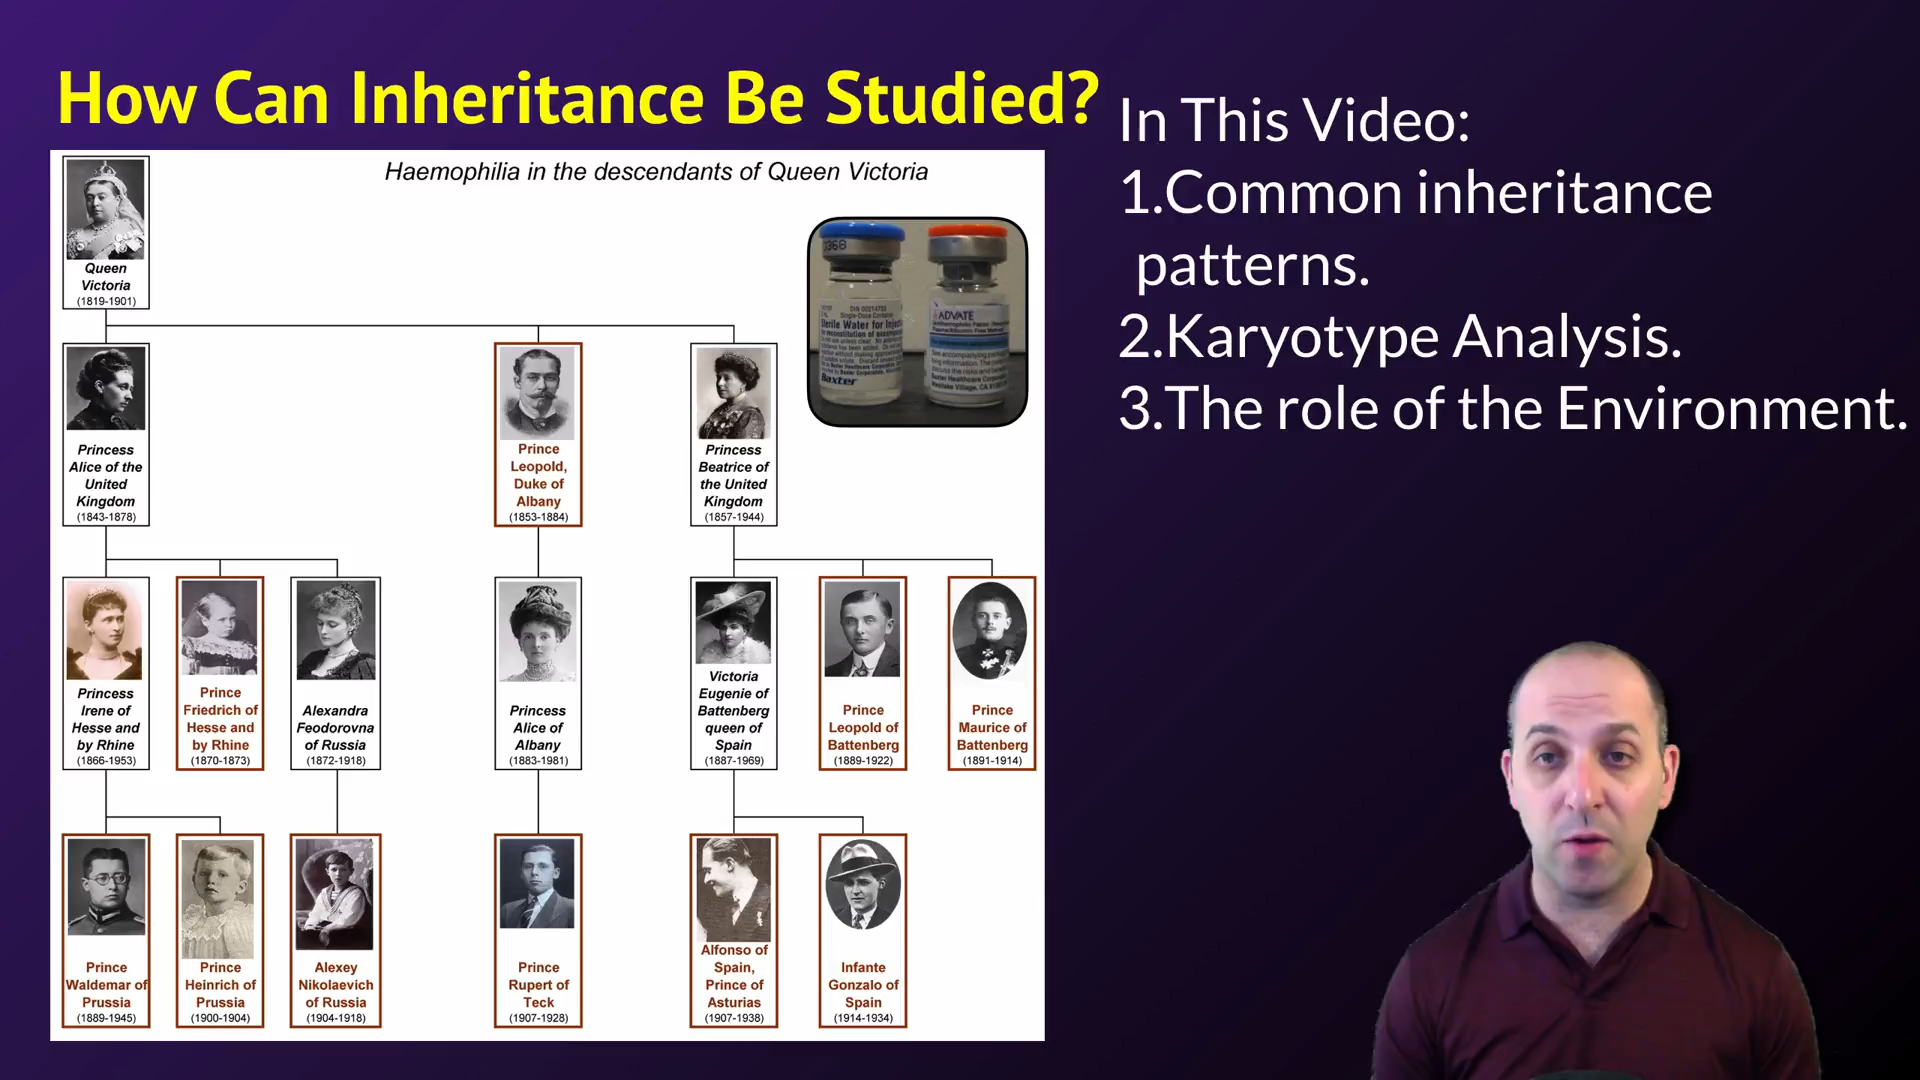 How Can Inheritance Be Studied?
In This Video:
1.Common inheritance
patterns.
2.Karyotype Analysis.
3.The role of the Environment.
Haemophilia in the descendants of Queen Victoria
Queen
Victoria
(1819-1901)
Princess
Alice of the
United
Kingdom
(1843-1878)
Prince
Leopold,
Duke of
Albany
(1853-1884)
Princess
Beatrice of
the United
Kingdom
(1857-1944)
Princess
Irene of
Hesse and
by Rhine
(1866-1953)
Prince
Friedrich of
Hesse and
by Rhine
(1870-1873)
Alexandra
Feodorovna
of Russia
(1872-1918)
Princess
Alice of
Albany
(1883-1981)
Victoria
Eugenie of
Battenberg
queen of
Spain
(1887-1969)
Prince
Leopold of
Battenberg
(1889-1922)
Prince
Maurice of
Battenberg
(1891-1914)
Prince
Waldemar of
Prussia
(1889-1945)
Prince
Heinrich of
Prussia
(1900-1904)
Alexey
Nikolaevich
of Russia
(1904-1918)
Prince
Rupert of
Teck
(1907-1928)
Alfonso of
Spain,
Prince of
Asturias
(1907-1938)
Infante
Gonzalo of
Spain
(1914-1934)
Sterile Water for
Baxter
ADVATE